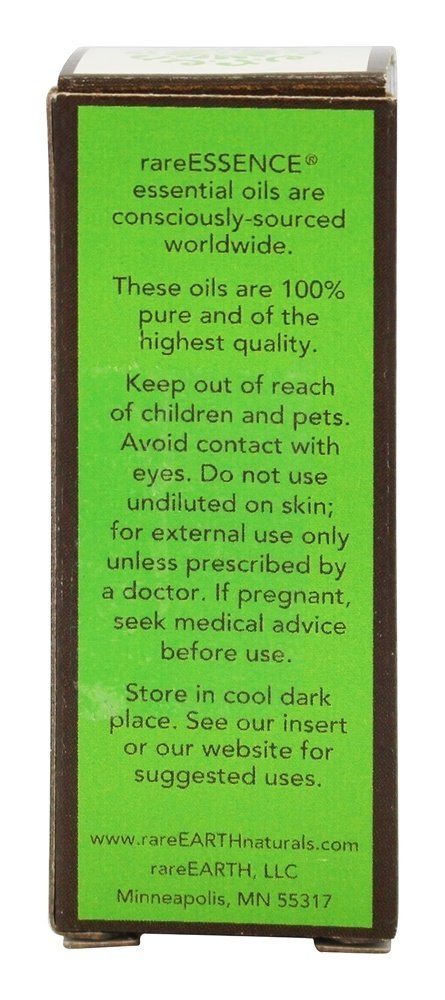 rareESSENCE®
essential oils are
consciously-sourced
worldwide.
These oils are 100%
pure and of the
highest quality.
Keep out of reach
of children and pets.
Avoid contact with
eyes. Do not use
undiluted on skin;
for external use only
unless prescribed by
a doctor. If pregnant,
seek medical advice
before use.
Store in cool dark
place. See our insert
or our website for
suggested uses.
www.rareEARTHnaturals.com
rareEARTH, LLC
Minneapolis, MN 55317